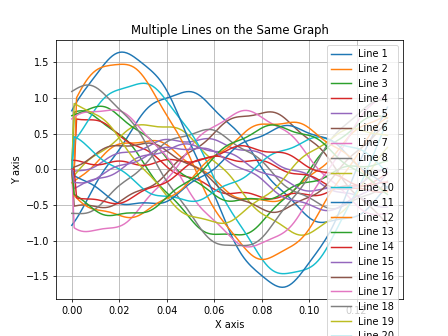 Multiple Lines on the Same Graph
Y axis
1.5
1.0
0.5
0.0
−0.5
−1.0
−1.5
0.00
0.02
0.04
0.06
0.08
0.10
X axis
Line 1
Line 2
Line 3
Line 4
Line 5
Line 6
Line 7
Line 8
Line 9
Line 10
Line 11
Line 12
Line 13
Line 14
Line 15
Line 16
Line 17
Line 18
Line 19
Line 20